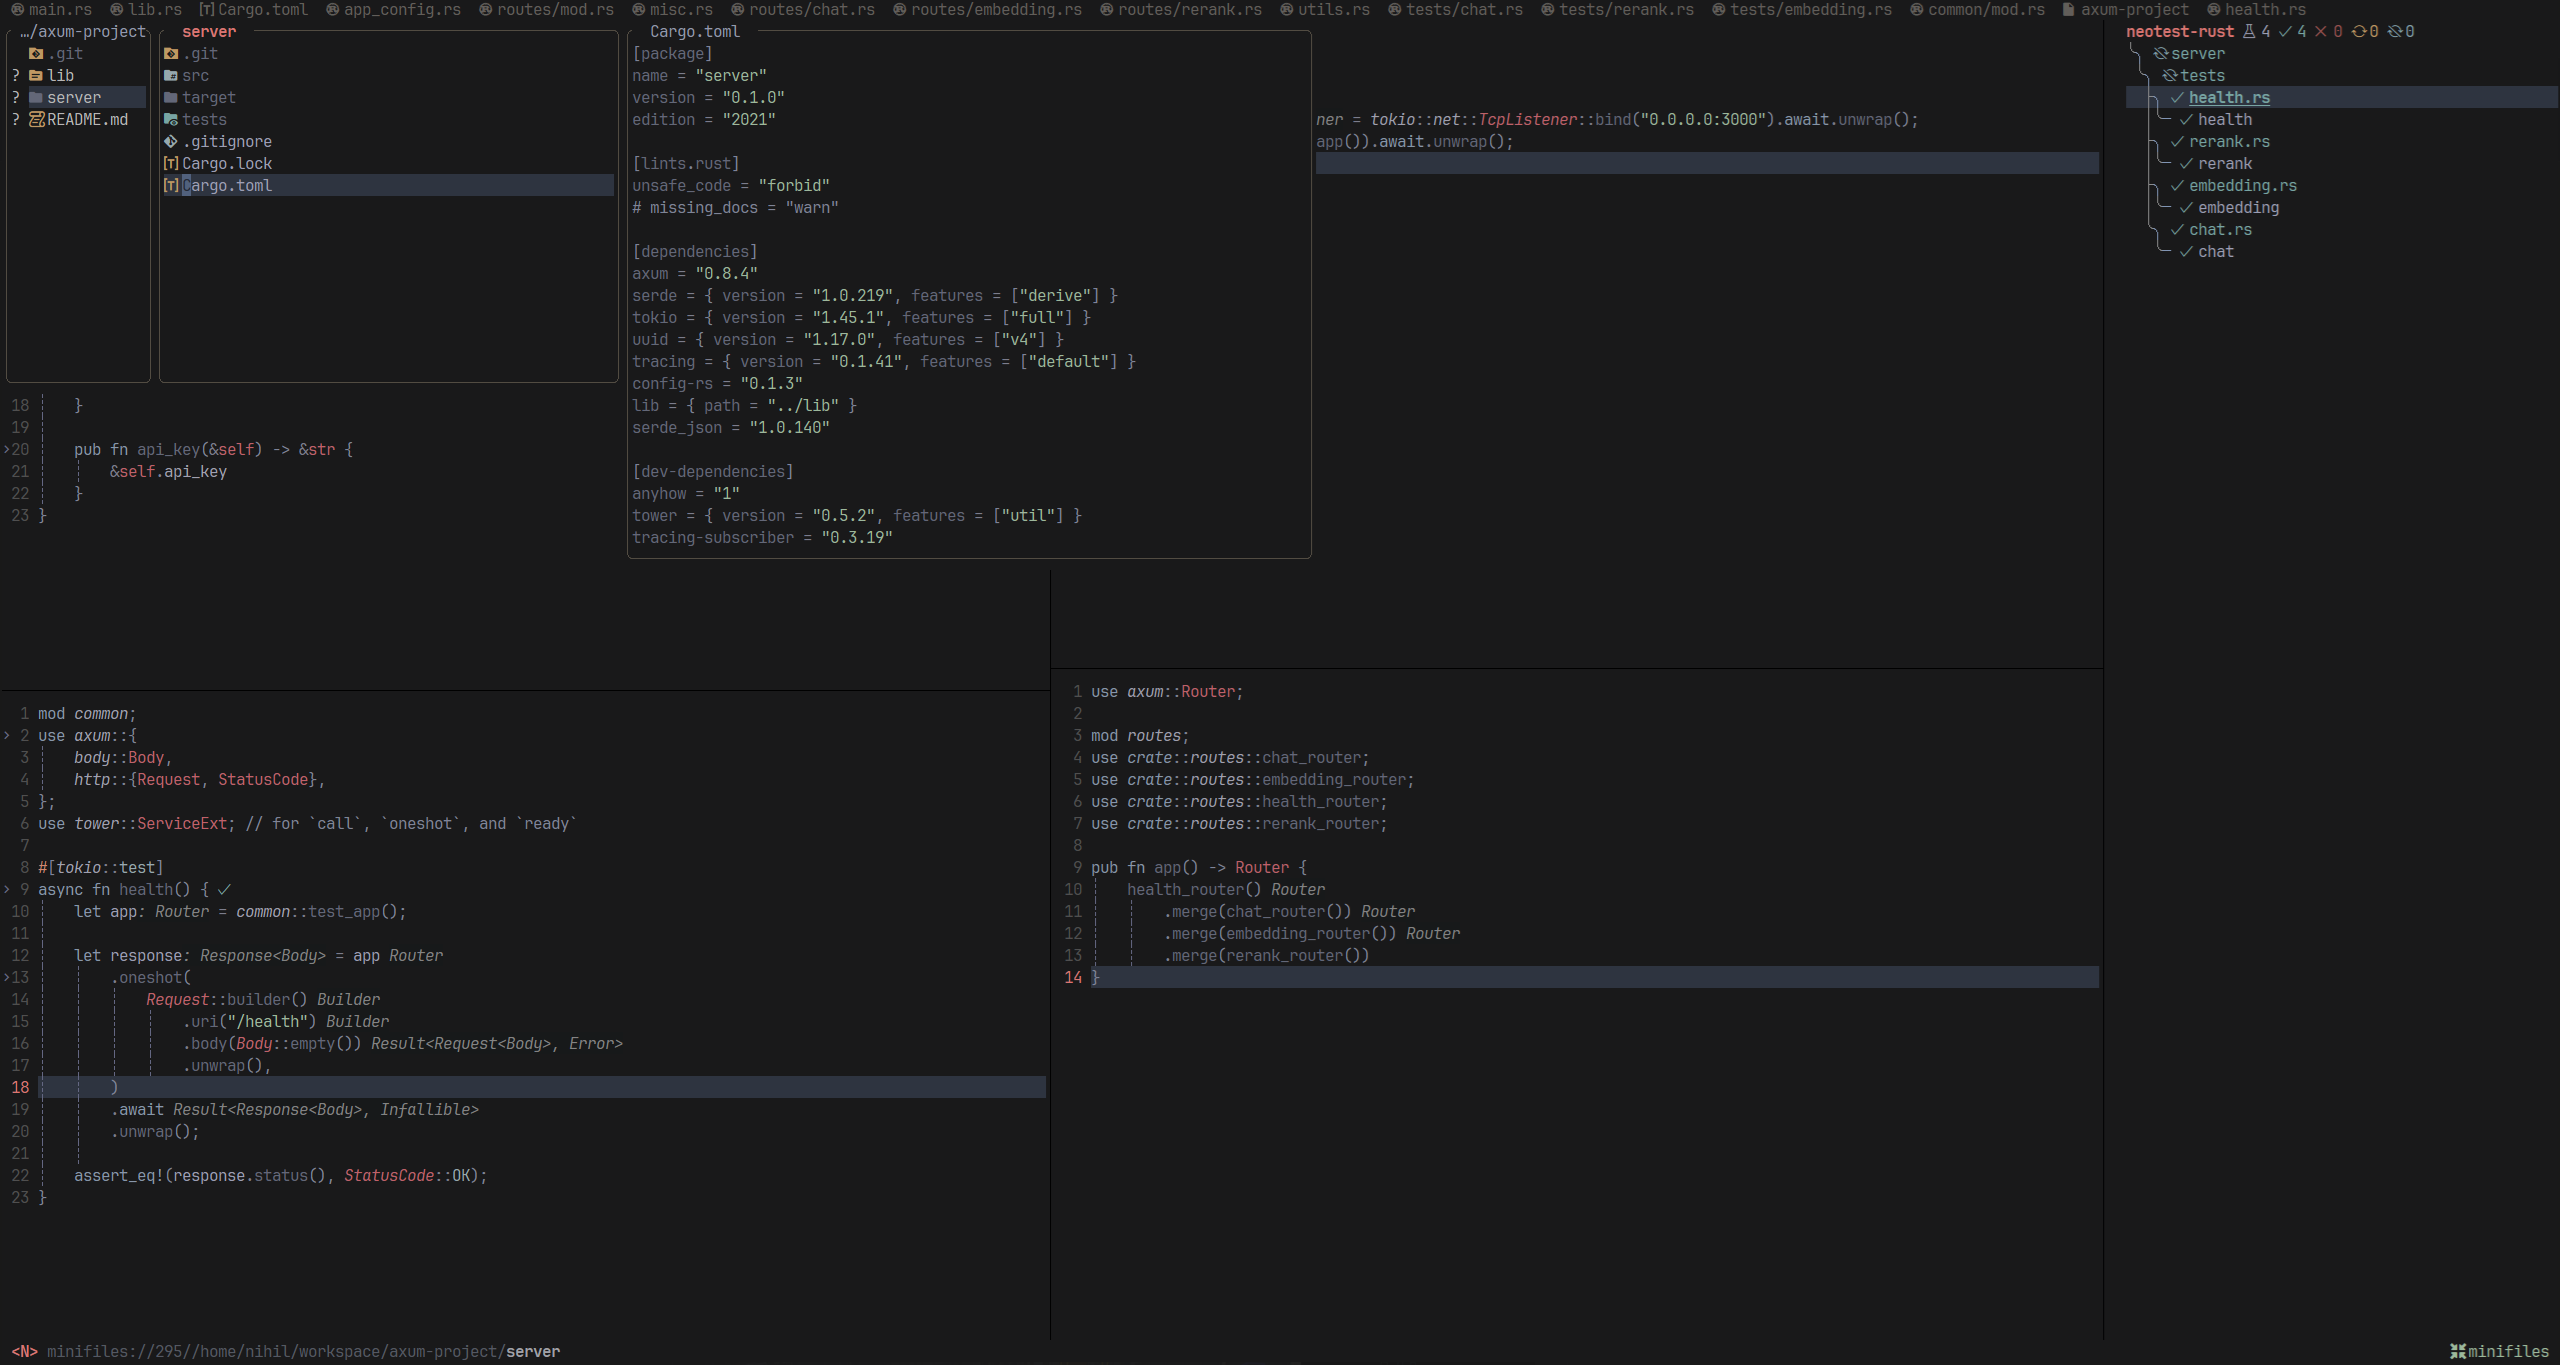 main.rs lib.rs [T] Cargo.toml app_config.rs routes/mod.rs misc.rs routes/chat.rs routes/embedding.rs routes/rerank.rs utils.rs tests/chat.rs tests/rerank.rs tests/embedding.rs common/mod.rs axum-project health.rs
…/axum-project
.git
? lib
? server
? README.md
server
.git
src
target
tests
.gitignore
[T] Cargo.lock
[T] Cargo.toml
Cargo.toml
[package]
name = "server"
version = "0.1.0"
edition = "2021"
[lints.rust]
unsafe_code = "forbid"
# missing_docs = "warn"
[dependencies]
axum = "0.8.4"
serde = { version = "1.0.219", features = ["derive"] }
tokio = { version = "1.45.1", features = ["full"] }
uuid = { version = "1.17.0", features = ["v4"] }
tracing = { version = "0.1.41", features = ["default"] }
config-rs = "0.1.3"
lib = { path = "../lib" }
serde_json = "1.0.140"
[dev-dependencies]
anyhow = "1"
tower = { version = "0.5.2", features = ["util"] }
tracing-subscriber = "0.3.19"
ner = tokio::net::TcpListener::bind("0.0.0.0:3000").await.unwrap();
app()).await.unwrap();
18     }
19
>20     pub fn api_key(&self) -> &str {
21         &self.api_key
22     }
23 }
1 mod common;
> 2 use axum::{
3     body::Body,
4     http::{Request, StatusCode},
5 };
6 use tower::ServiceExt; // for `call`, `oneshot`, and `ready`
7
8 #[tokio::test]
> 9 async fn health() { ✓
10     let app: Router = common::test_app();
11
12     let response: Response<Body> = app Router
>13         .oneshot(
14             Request::builder() Builder
15                 .uri("/health") Builder
16                 .body(Body::empty()) Result<Request<Body>, Error>
17                 .unwrap(),
18         )
19         .await Result<Response<Body>, Infallible>
20         .unwrap();
21
22     assert_eq!(response.status(), StatusCode::OK);
23 }
1 use axum::Router;
2
3 mod routes;
4 use crate::routes::chat_router;
5 use crate::routes::embedding_router;
6 use crate::routes::health_router;
7 use crate::routes::rerank_router;
8
9 pub fn app() -> Router {
10     health_router() Router
11         .merge(chat_router()) Router
12         .merge(embedding_router()) Router
13         .merge(rerank_router())
14 }
neotest-rust 4 ✓ 4 ✕ 0 0 0
server
tests
✓ health.rs
✓ health
✓ rerank.rs
✓ rerank
✓ embedding.rs
✓ embedding
✓ chat.rs
✓ chat
<N> minifiles://295//home/nihil/workspace/axum-project/server
minifiles